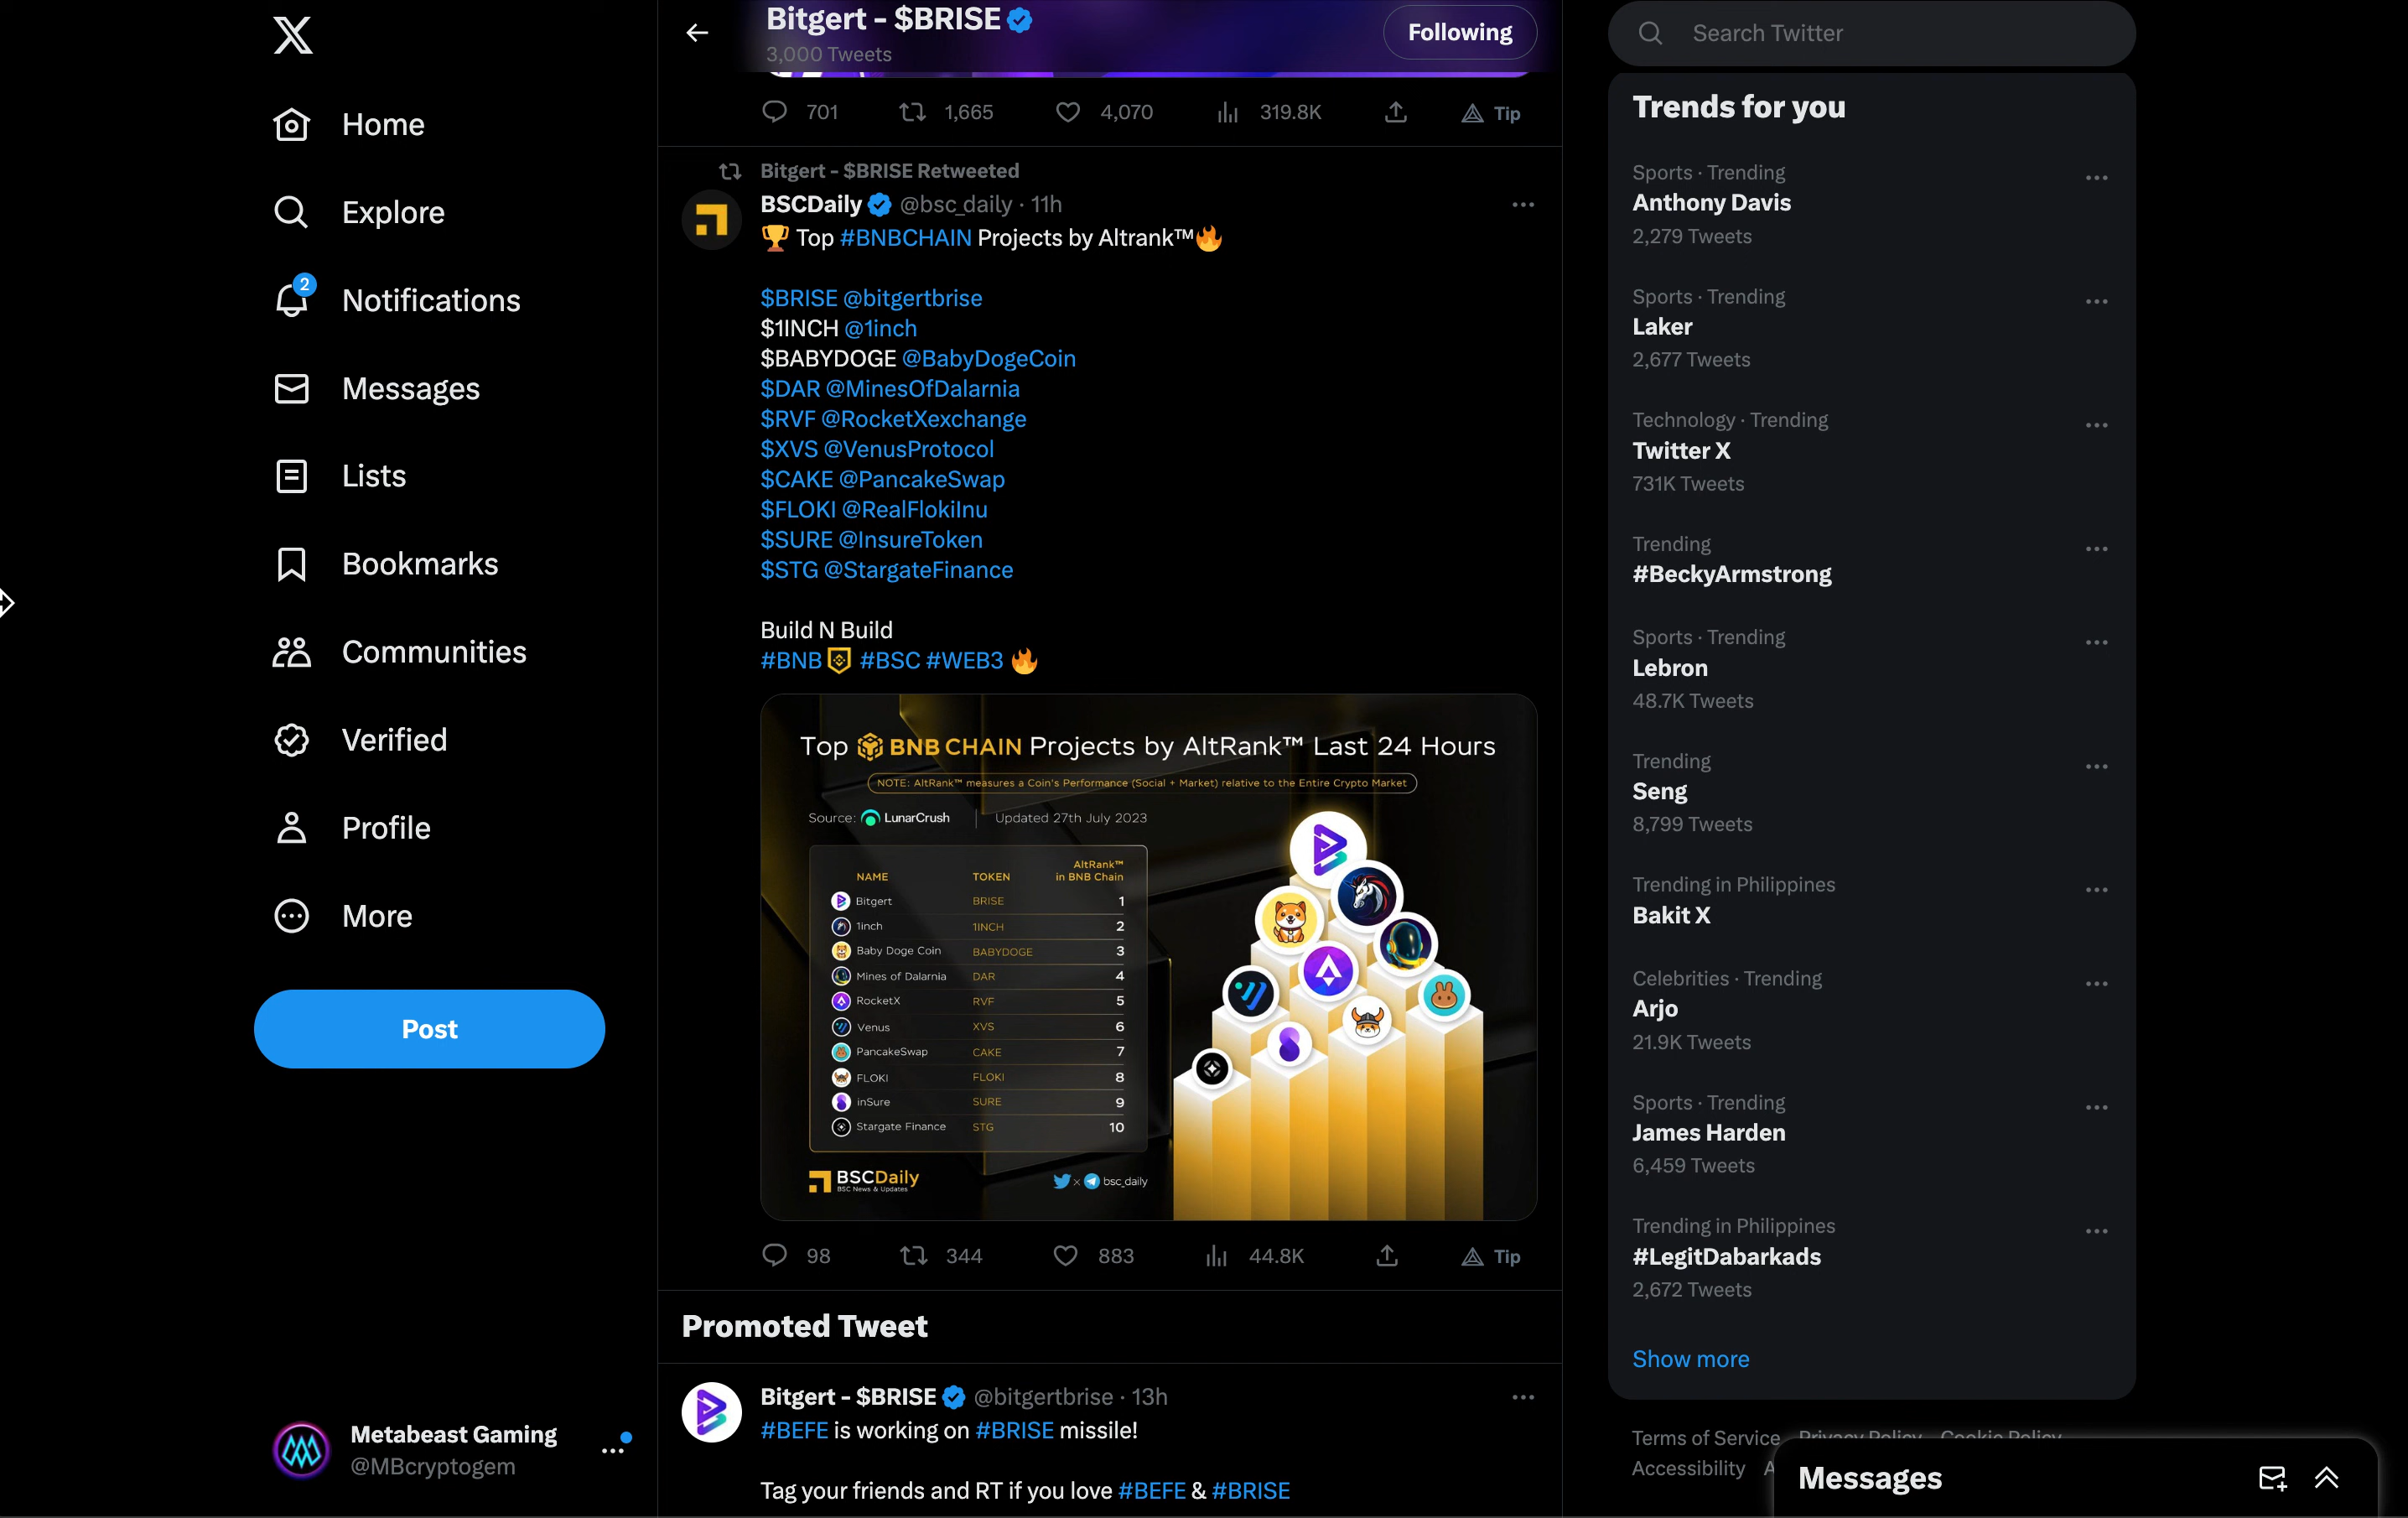 Home
Explore
2
Notifications
Messages
Lists
Bookmarks
Communities
Verified
Profile
More
Post
Metabeast Gaming
@MBcryptogem
Bitgert - $BRISE
3,000 Tweets
Following
701 1,665 4,070 319.8K Tip
Bitgert - $BRISE Retweeted
BSCDaily @bsc_daily · 11h
🏆 Top #BNBCHAIN Projects by Altrank™🔥
$BRISE @bitgertbrise
$1INCH @1inch
$BABYDOGE @BabyDogeCoin
$DAR @MinesOfDalarnia
$RVF @RocketXexchange
$XVS @VenusProtocol
$CAKE @PancakeSwap
$FLOKI @RealFlokiInu
$SURE @InsureToken
$STG @StargateFinance
Build N Build
#BNB #BSC #WEB3 🔥
Top BNB CHAIN Projects by AltRank™ Last 24 Hours
NOTE: AltRank™ measures a Coin's Performance (Social + Market) relative to the Entire Crypto Market
Source: LunarCrush | Updated 27th July 2023
NAME TOKEN AltRank™ in BNB Chain
Bitgert BRISE 1
1inch 1INCH 2
Baby Doge Coin BABYDOGE 3
Mines of Dalarnia DAR 4
RocketX RVF 5
Venus XVS 6
PancakeSwap CAKE 7
FLOKI FLOKI 8
inSure SURE 9
Stargate Finance STG 10
BSCDaily
BSC News & Updates
x bsc_daily
98 344 883 44.8K Tip
Promoted Tweet
Bitgert - $BRISE @bitgertbrise · 13h
#BEFE is working on #BRISE missile!
Tag your friends and RT if you love #BEFE & #BRISE
Search Twitter
Trends for you
Sports · Trending
Anthony Davis
2,279 Tweets
Sports · Trending
Laker
2,677 Tweets
Technology · Trending
Twitter X
731K Tweets
Trending
#BeckyArmstrong
Sports · Trending
Lebron
48.7K Tweets
Trending
Seng
8,799 Tweets
Trending in Philippines
Bakit X
Celebrities · Trending
Arjo
21.9K Tweets
Sports · Trending
James Harden
6,459 Tweets
Trending in Philippines
#LegitDabarkads
2,672 Tweets
Show more
Terms of Service Privacy Policy Cookie Policy
Accessibility
Messages